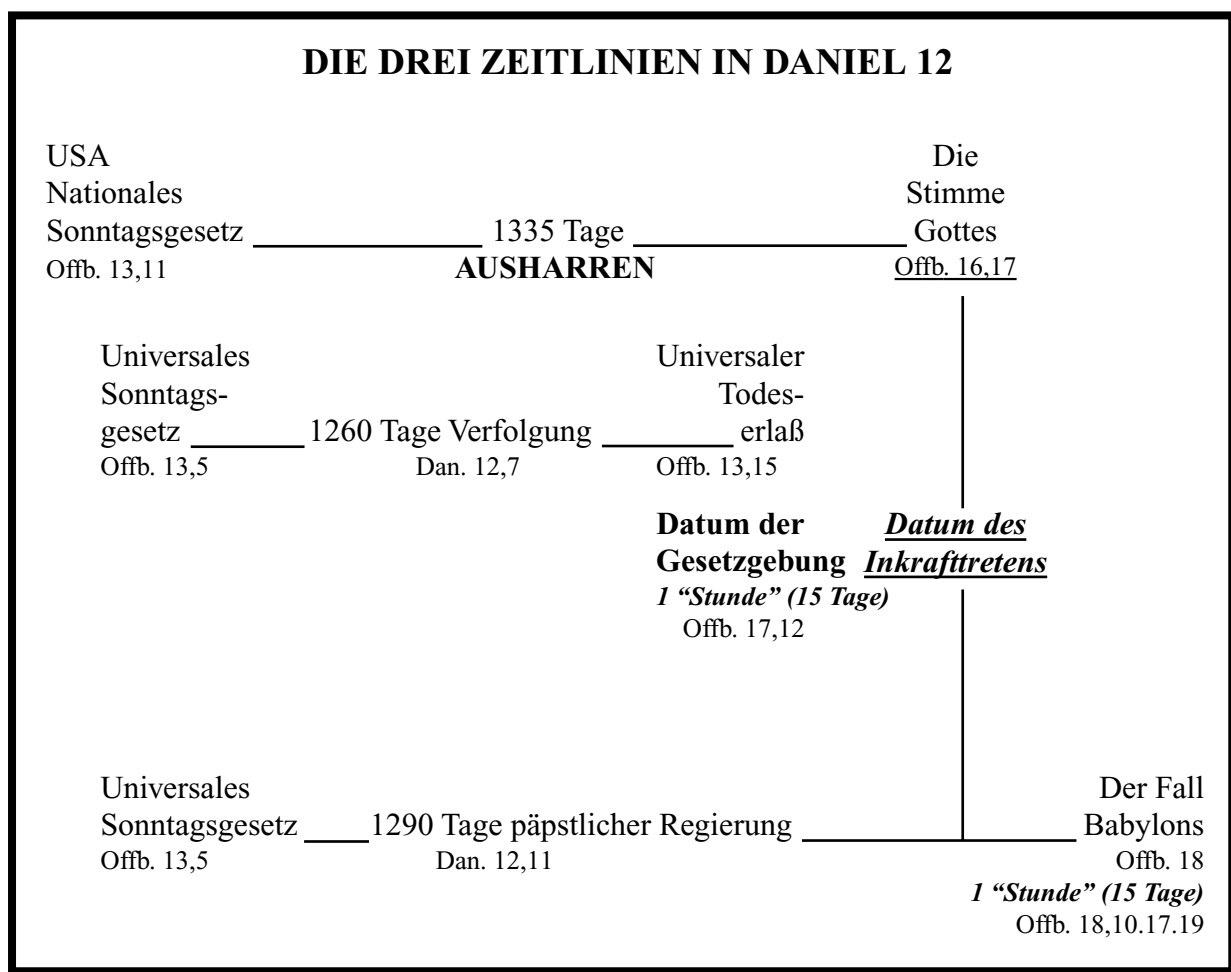 DIE DREI ZEITLINIEN IN DANIEL 12
USA
Nationales
Sonntagsgesetz 1335 Tage
Offb. 13,11 AUSHARREN
Die
Stimme
Gottes
Offb. 16,17
Universales
Sonntags-
gesetz 1260 Tage Verfolgung
Offb. 13,5 Dan. 12,7
Universaler
Todes-
erlaß
Offb. 13,15
Datum der
Gesetzgebung
1 “Stunde” (15 Tage)
Offb. 17,12
Datum des
Inkrafttretens
Universales
Sonntagsgesetz 1290 Tage päpstlicher Regierung
Offb. 13,5 Dan. 12,11
Der Fall
Babylons
Offb. 18
1 “Stunde” (15 Tage)
Offb. 18,10.17.19